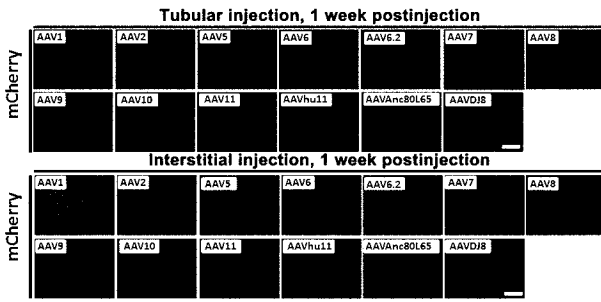 Tubular injection, 1 week postinjection
mCherry
AAV1 AAV2 AAV5 AAV6 AAV6.2 AAV7 AAV8
AAV9 AAV10 AAV11 AAVhu11 AAVAnc80L65 AAVDJ8
Interstitial injection, 1 week postinjection
mCherry
AAV1 AAV2 AAV5 AAV6 AAV6.2 AAV7 AAV8
AAV9 AAV10 AAV11 AAVhu11 AAVAnc80L65 AAVDJ8